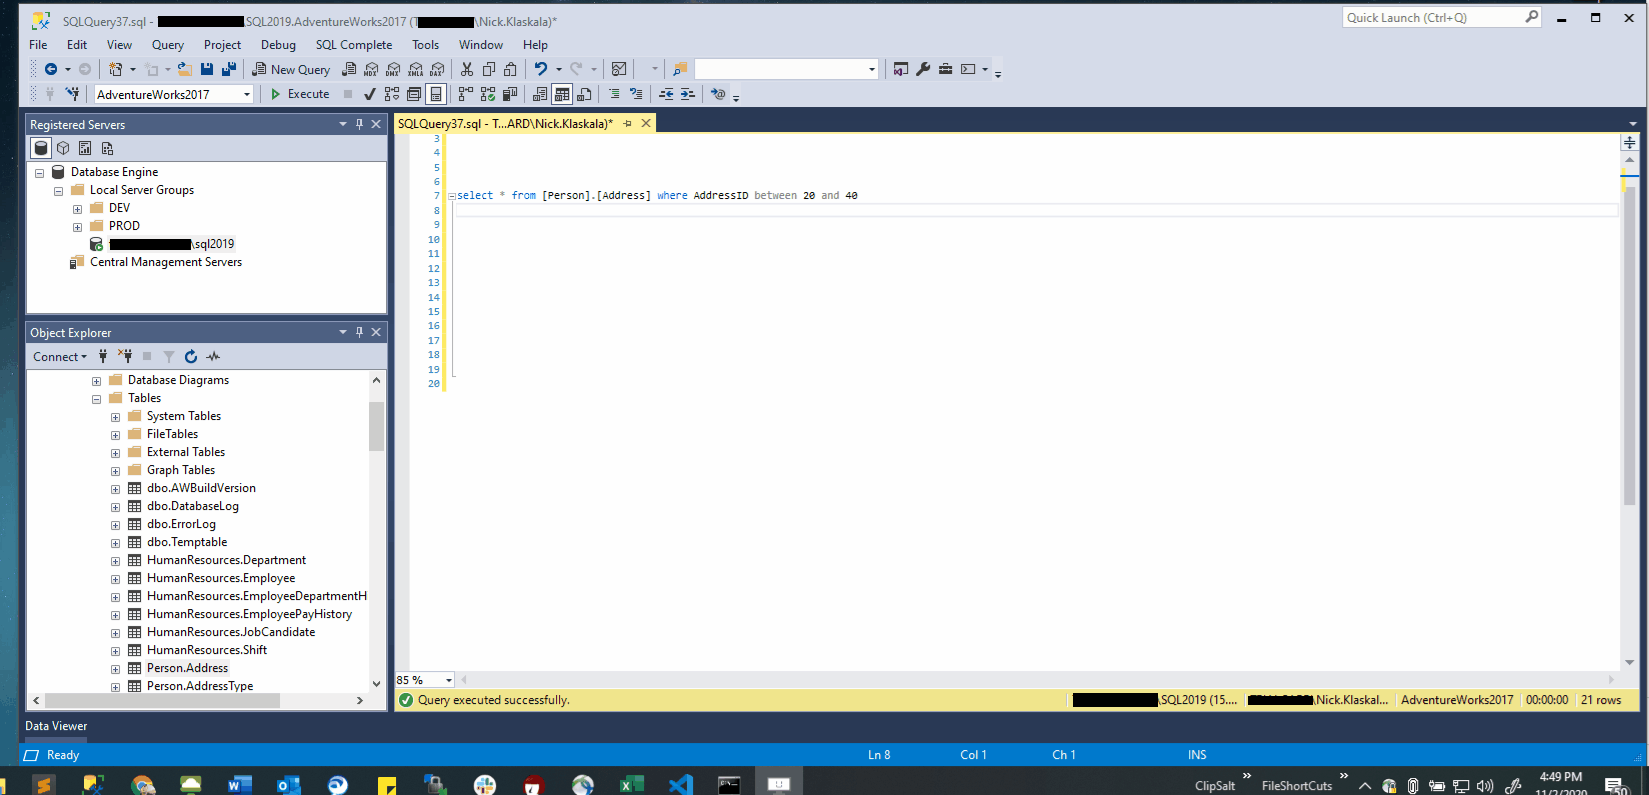 SQLQuery37.sql - .SQL2019.AdventureWorks2017 (T \Nick.Klaskala)*
Quick Launch (Ctrl+Q)
File Edit View Query Project Debug SQL Complete Tools Window Help
New Query MDX DMX XMLA DAX
AdventureWorks2017 Execute
Registered Servers
Database Engine
Local Server Groups
DEV
PROD
\sql2019
Central Management Servers
Object Explorer
Connect
Database Diagrams
Tables
System Tables
FileTables
External Tables
Graph Tables
dbo.AWBuildVersion
dbo.DatabaseLog
dbo.ErrorLog
dbo.Temptable
HumanResources.Department
HumanResources.Employee
HumanResources.EmployeeDepartmentH
HumanResources.EmployeePayHistory
HumanResources.JobCandidate
HumanResources.Shift
Person.Address
Person.AddressType
SQLQuery37.sql - T...ARD\Nick.Klaskala)*
3
4
5
6
7 select * from [Person].[Address] where AddressID between 20 and 40
8
9
10
11
12
13
14
15
16
17
18
19
20
85 %
Query executed successfully. \SQL2019 (15.... \Nick.Klaskal... AdventureWorks2017 00:00:00 21 rows
Data Viewer
Ready Ln 8 Col 1 Ch 1 INS
ClipSalt » FileShortCuts » 4:49 PM
11/2/2020